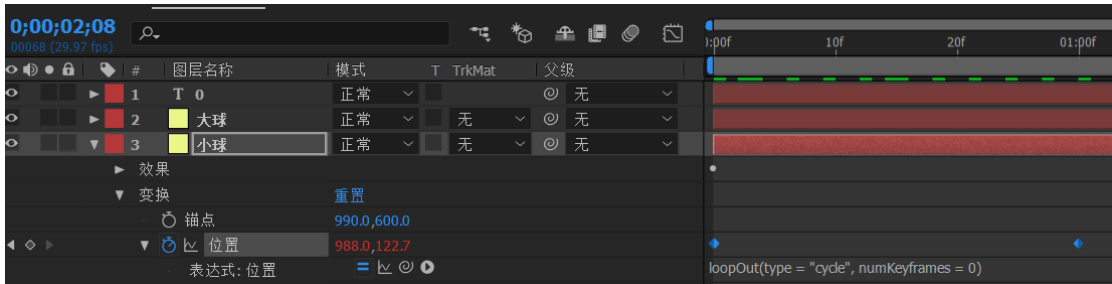 0;00;02;08
00068 (29.97 fps)
):00f 10f 20f 01:00f
# 图层名称 模式 T TrkMat 父级
1 T 0 正常 无
2 大球 正常 无 无
3 小球 正常 无 无
效果
变换 重置
锚点 990.0,600.0
位置 988.0,122.7
表达式: 位置 loopOut(type = "cycle", numKeyframes = 0)